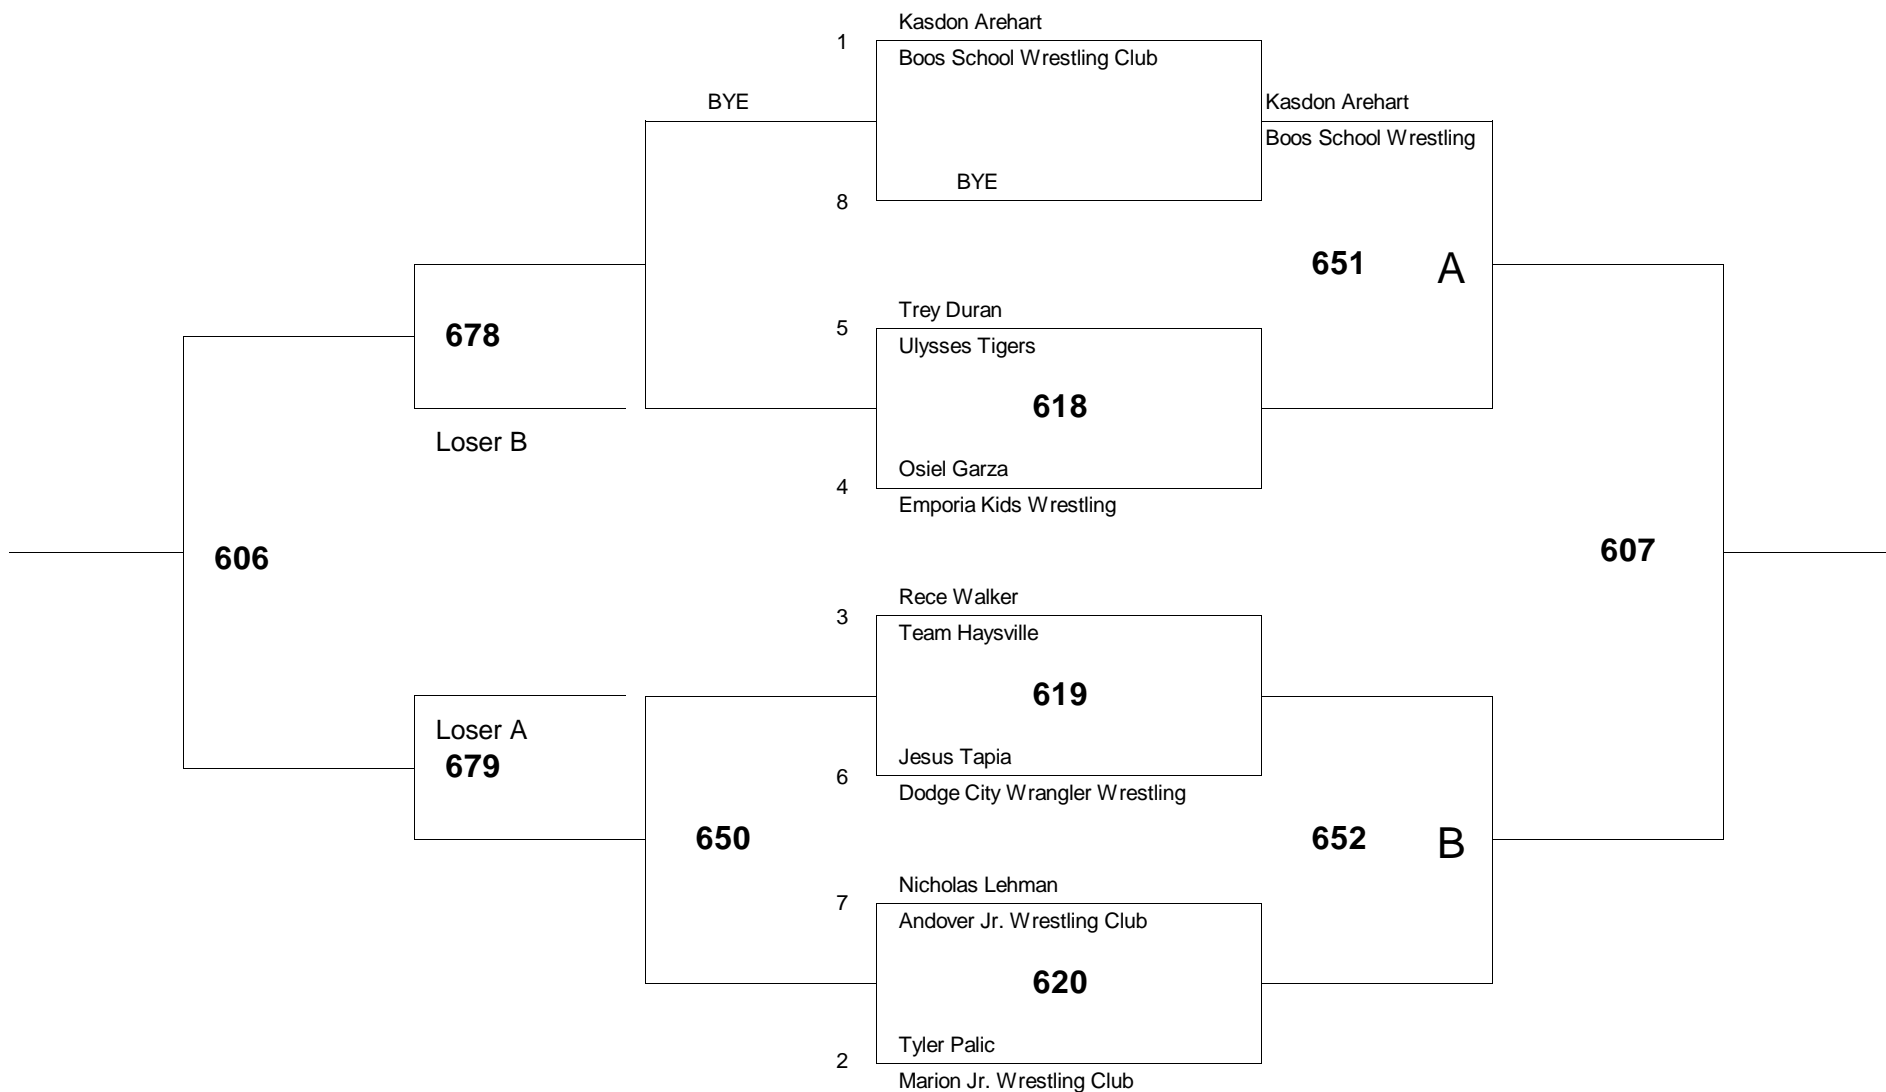 Kasdon Arehart
1
Boos School Wrestling Club
BYE
Kasdon Arehart
Boos School Wrestling
BYE
8
651
A
Trey Duran
5
678
Ulysses Tigers
618
Loser B
Osiel Garza
4
Emporia Kids Wrestling
606
607
Rece Walker
3
Team Haysville
619
Loser A
679
Jesus Tapia
6
Dodge City Wrangler Wrestling
650
652
B
Nicholas Lehman
7
Andover Jr. Wrestling Club
620
Tyler Palic
2
Marion Jr. Wrestling Club